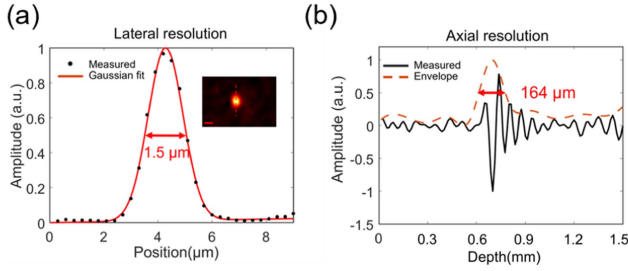 (a)
Lateral resolution
Amplitude (a.u.)
1
0.8
0.6
0.4
0.2
0
Measured
Gaussian fit
1.5 µm
0 2 4 6 8
Position(µm)
(b)
Axial resolution
Amplitude (a.u.)
1
0.5
0
-0.5
-1
-1.5
Measured
Envelope
164 µm
0 0.3 0.6 0.9 1.2 1.5
Depth(mm)